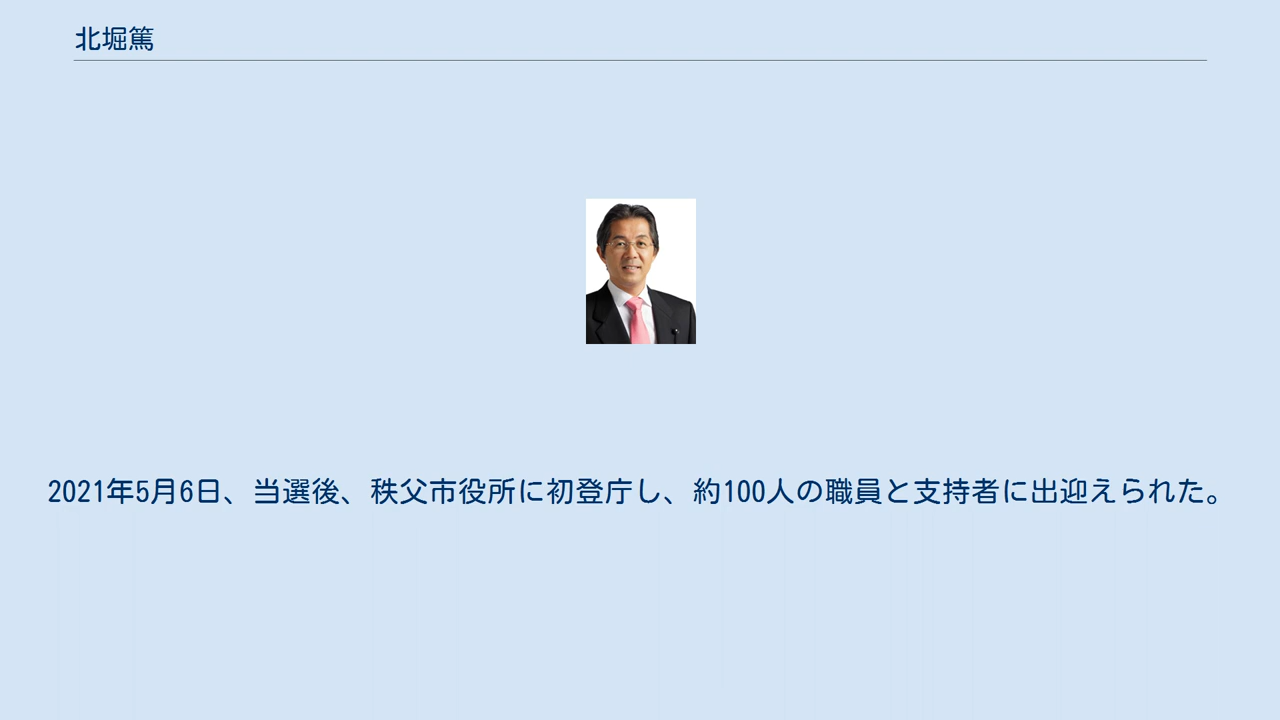 北堀篤
2021年5月6日、当選後、秩父市役所に初登庁し、約100人の職員と支持者に出迎えられた。